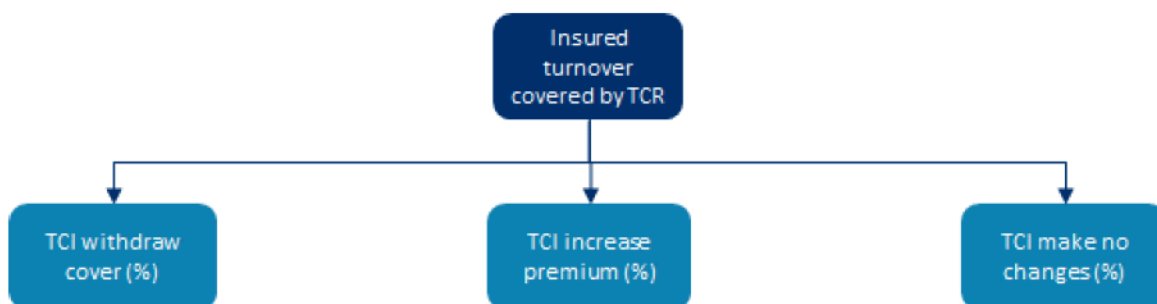 Insured
turnover
covered by TCR
TCI withdraw
cover (%)
TCI increase
premium (%)
TCI make no
changes (%)